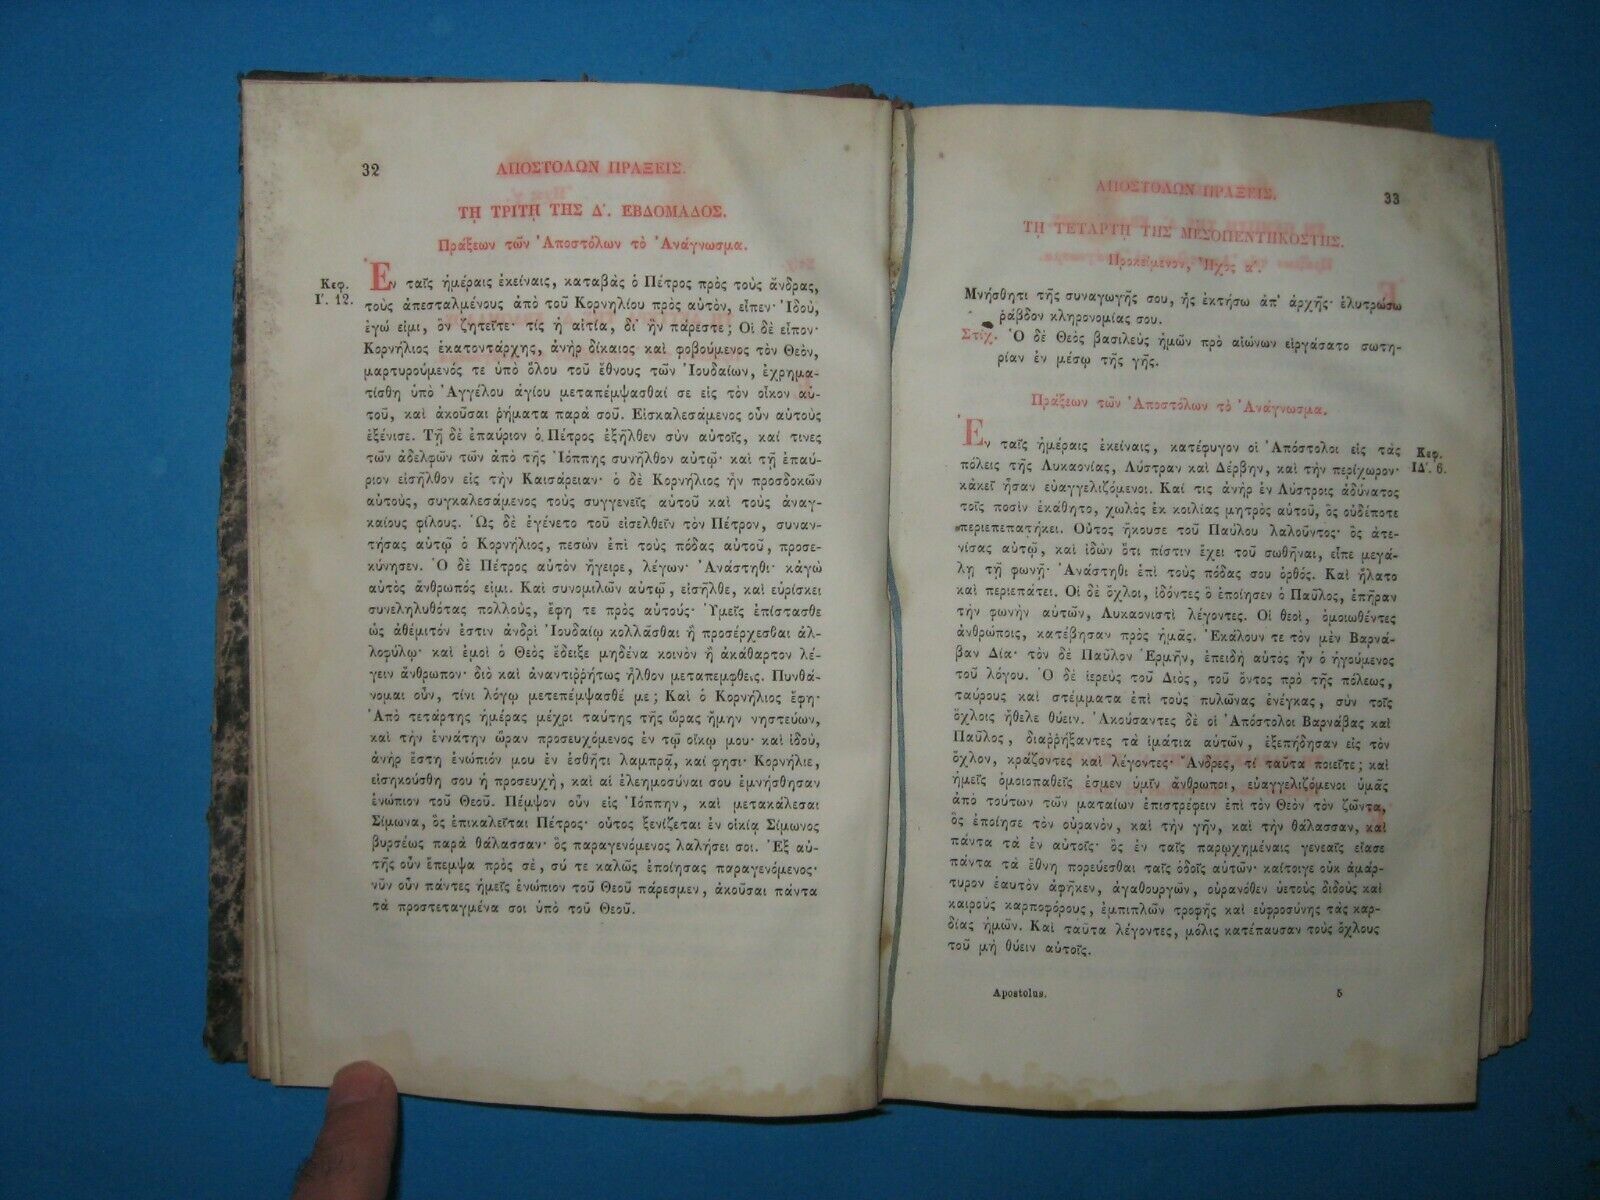 32
ΑΠΟΣΤΟΛΩΝ ΠΡΑΞΕΙΣ.
ΤΗ ΤΡΙΤΗ ΤΗΣ Δ΄. ΕΒΔΟΜΑΔΟΣ.
Πράξεων τῶν Ἀποστόλων τὸ Ἀνάγνωσμα.
Κεφ.
Ι΄. 12.
Ἐν ταῖς ἡμέραις ἐκείναις, καταβὰς ὁ Πέτρος πρὸς τοὺς ἄνδρας,
τοὺς ἀπεσταλμένους ἀπὸ τοῦ Κορνηλίου πρὸς αὐτὸν, εἶπεν· Ἰδοὺ,
ἐγώ εἰμι, ὃν ζητεῖτε· τίς ἡ αἰτία, δι' ἣν πάρεστε; Οἱ δὲ εἶπον·
Κορνήλιος ἑκατοντάρχης, ἀνὴρ δίκαιος καὶ φοβούμενος τὸν Θεὸν,
μαρτυρούμενός τε ὑπὸ ὅλου τοῦ ἔθνους τῶν Ἰουδαίων, ἐχρημα-
τίσθη ὑπὸ Ἀγγέλου ἁγίου μεταπέμψασθαί σε εἰς τὸν οἶκον αὑ-
τοῦ, καὶ ἀκοῦσαι ῥήματα παρὰ σοῦ. Εἰσκαλεσάμενος οὖν αὐτοὺς
ἐξένισε. Τῇ δὲ ἐπαύριον ὁ Πέτρος ἐξῆλθεν σὺν αὐτοῖς, καί τινες
τῶν ἀδελφῶν τῶν ἀπὸ τῆς Ἰόππης συνῆλθον αὐτῷ· καὶ τῇ ἐπαύ-
ριον εἰσῆλθον εἰς τὴν Καισάρειαν· ὁ δὲ Κορνήλιος ἦν προσδοκῶν
αὐτοὺς, συγκαλεσάμενος τοὺς συγγενεῖς αὑτοῦ καὶ τοὺς ἀναγ-
καίους φίλους. Ὡς δὲ ἐγένετο τοῦ εἰσελθεῖν τὸν Πέτρον, συναν-
τήσας αὐτῷ ὁ Κορνήλιος, πεσὼν ἐπὶ τοὺς πόδας αὐτοῦ, προσε-
κύνησεν. Ὁ δὲ Πέτρος αὐτὸν ἤγειρε, λέγων· Ἀνάστηθι· κἀγὼ
αὐτὸς ἄνθρωπός εἰμι. Καὶ συνομιλῶν αὐτῷ, εἰσῆλθε, καὶ εὑρίσκει
συνεληλυθότας πολλοὺς, ἔφη τε πρὸς αὐτούς· Ὑμεῖς ἐπίστασθε
ὡς ἀθέμιτόν ἐστιν ἀνδρὶ Ἰουδαίῳ κολλᾶσθαι ἢ προσέρχεσθαι ἀλ-
λοφύλῳ· καὶ ἐμοὶ ὁ Θεὸς ἔδειξε μηδένα κοινὸν ἢ ἀκάθαρτον λέ-
γειν ἄνθρωπον· διὸ καὶ ἀναντιῤῥήτως ἦλθον μεταπεμφθείς. Πυνθά-
νομαι οὖν, τίνι λόγῳ μετεπέμψασθέ με; Καὶ ὁ Κορνήλιος ἔφη·
Ἀπὸ τετάρτης ἡμέρας μέχρι ταύτης τῆς ὥρας ἤμην νηστεύων,
καὶ τὴν ἐννάτην ὥραν προσευχόμενος ἐν τῷ οἴκῳ μου· καὶ ἰδοὺ,
ἀνὴρ ἔστη ἐνώπιόν μου ἐν ἐσθῆτι λαμπρᾷ, καί φησι· Κορνήλιε,
εἰσηκούσθη σου ἡ προσευχὴ, καὶ αἱ ἐλεημοσύναι σου ἐμνήσθησαν
ἐνώπιον τοῦ Θεοῦ. Πέμψον οὖν εἰς Ἰόππην, καὶ μετακάλεσαι
Σίμωνα, ὃς ἐπικαλεῖται Πέτρος· οὗτος ξενίζεται ἐν οἰκίᾳ Σίμωνος
βυρσέως παρὰ θάλασσαν· ὃς παραγενόμενος λαλήσει σοι. Ἐξ αὐ-
τῆς οὖν ἔπεμψα πρὸς σὲ, σύ τε καλῶς ἐποίησας παραγενόμενος·
νῦν οὖν πάντες ἡμεῖς ἐνώπιον τοῦ Θεοῦ πάρεσμεν, ἀκοῦσαι πάντα
τὰ προστεταγμένα σοι ὑπὸ τοῦ Θεοῦ.
ΑΠΟΣΤΟΛΩΝ ΠΡΑΞΕΙΣ.
33
ΤΗ ΤΕΤΑΡΤΗ ΤΗΣ ΜΕΣΟΠΕΝΤΗΚΟΣΤΗΣ.
Προκείμενον, Ἦχος α΄.
Μνήσθητι τῆς συναγωγῆς σου, ἧς ἐκτήσω ἀπ' ἀρχῆς· ἐλυτρώσω
ῥάβδον κληρονομίας σου.
Στίχ. Ὁ δὲ Θεὸς βασιλεὺς ἡμῶν πρὸ αἰώνων εἰργάσατο σωτη-
ρίαν ἐν μέσῳ τῆς γῆς.
Πράξεων τῶν Ἀποστόλων τὸ Ἀνάγνωσμα.
Ἐν ταῖς ἡμέραις ἐκείναις, κατέφυγον οἱ Ἀπόστολοι εἰς τὰς
πόλεις τῆς Λυκαονίας, Λύστραν καὶ Δέρβην, καὶ τὴν περίχωρον·
Κεφ.
ΙΔ΄. 6.
κἀκεῖ ἦσαν εὐαγγελιζόμενοι. Καί τις ἀνὴρ ἐν Λύστροις ἀδύνατος
τοῖς ποσὶν ἐκάθητο, χωλὸς ἐκ κοιλίας μητρὸς αὑτοῦ, ὃς οὐδέποτε
περιεπεπατήκει. Οὗτος ἤκουσε τοῦ Παύλου λαλοῦντος· ὃς ἀτε-
νίσας αὐτῷ, καὶ ἰδὼν ὅτι πίστιν ἔχει τοῦ σωθῆναι, εἶπε μεγά-
λῃ τῇ φωνῇ· Ἀνάστηθι ἐπὶ τοὺς πόδας σου ὀρθός. Καὶ ἥλατο
καὶ περιεπάτει. Οἱ δὲ ὄχλοι, ἰδόντες ὃ ἐποίησεν ὁ Παῦλος, ἐπῆραν
τὴν φωνὴν αὑτῶν, Λυκαονιστὶ λέγοντες. Οἱ θεοὶ, ὁμοιωθέντες
ἀνθρώποις, κατέβησαν πρὸς ἡμᾶς. Ἐκάλουν τε τὸν μὲν Βαρνά-
βαν Δία· τὸν δὲ Παῦλον Ἑρμῆν, ἐπειδὴ αὐτὸς ἦν ὁ ἡγούμενος
τοῦ λόγου. Ὁ δὲ ἱερεὺς τοῦ Διὸς, τοῦ ὄντος πρὸ τῆς πόλεως,
ταύρους καὶ στέμματα ἐπὶ τοὺς πυλῶνας ἐνέγκας, σὺν τοῖς
ὄχλοις ἤθελε θύειν. Ἀκούσαντες δὲ οἱ Ἀπόστολοι Βαρνάβας καὶ
Παῦλος, διαῤῥήξαντες τὰ ἱμάτια αὑτῶν, ἐξεπήδησαν εἰς τὸν
ὄχλον, κράζοντες καὶ λέγοντες· Ἄνδρες, τί ταῦτα ποιεῖτε; καὶ
ἡμεῖς ὁμοιοπαθεῖς ἐσμεν ὑμῖν ἄνθρωποι, εὐαγγελιζόμενοι ὑμᾶς
ἀπὸ τούτων τῶν ματαίων ἐπιστρέφειν ἐπὶ τὸν Θεὸν τὸν ζῶντα,
ὃς ἐποίησε τὸν οὐρανὸν, καὶ τὴν γῆν, καὶ τὴν θάλασσαν, καὶ
πάντα τὰ ἐν αὐτοῖς· ὃς ἐν ταῖς παρῳχημέναις γενεαῖς εἴασε
πάντα τὰ ἔθνη πορεύεσθαι ταῖς ὁδοῖς αὑτῶν· καίτοιγε οὐκ ἀμάρ-
τυρον ἑαυτὸν ἀφῆκεν, ἀγαθουργῶν, οὐρανόθεν ὑετοὺς διδοὺς καὶ
καιροὺς καρποφόρους, ἐμπιπλῶν τροφῆς καὶ εὐφροσύνης τὰς καρ-
δίας ἡμῶν. Καὶ ταῦτα λέγοντες, μόλις κατέπαυσαν τοὺς ὄχλους
τοῦ μὴ θύειν αὐτοῖς.
Apostolus.
5